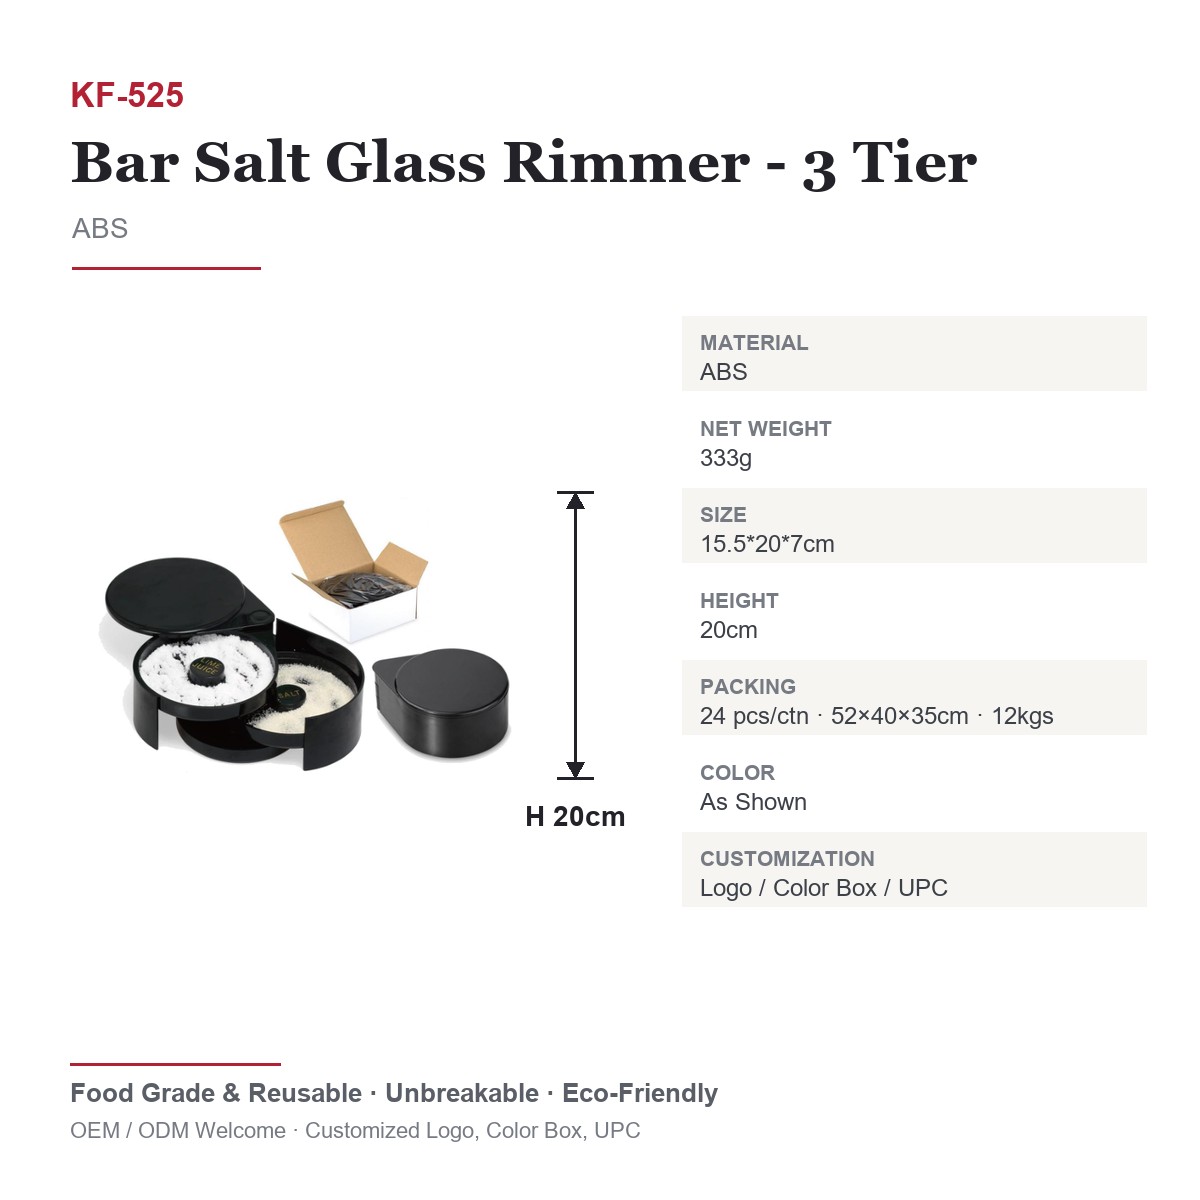 KF-525
Bar Salt Glass Rimmer - 3 Tier
ABS
MATERIAL
ABS
NET WEIGHT
333g
SIZE
15.5*20*7cm
HEIGHT
20cm
PACKING
24 pcs/ctn · 52×40×35cm · 12kgs
COLOR
As Shown
CUSTOMIZATION
Logo / Color Box / UPC
LIME
JUICE
SALT
H 20cm
Food Grade & Reusable · Unbreakable · Eco-Friendly
OEM / ODM Welcome · Customized Logo, Color Box, UPC